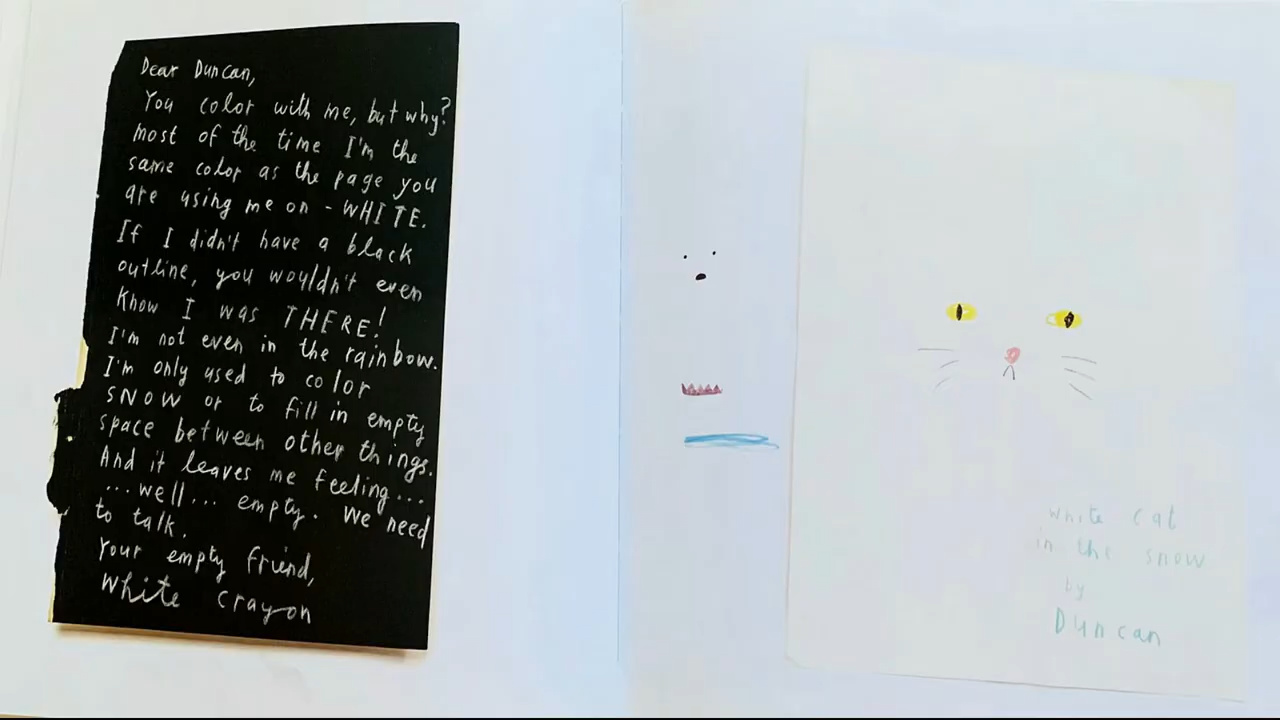 Dear Duncan,
You color with me, but why?
most of the time I'm the
same color as the page you
are using me on - WHITE.
If I didn't have a black
outline, you wouldn't even
know I was THERE!
I'm not even in the rainbow.
I'm only used to color
SNOW or to fill in empty
space between other things.
And it leaves me feeling...
...well... empty. We need
to talk.
Your empty friend,
White Crayon
white cat
in the snow
by
Duncan